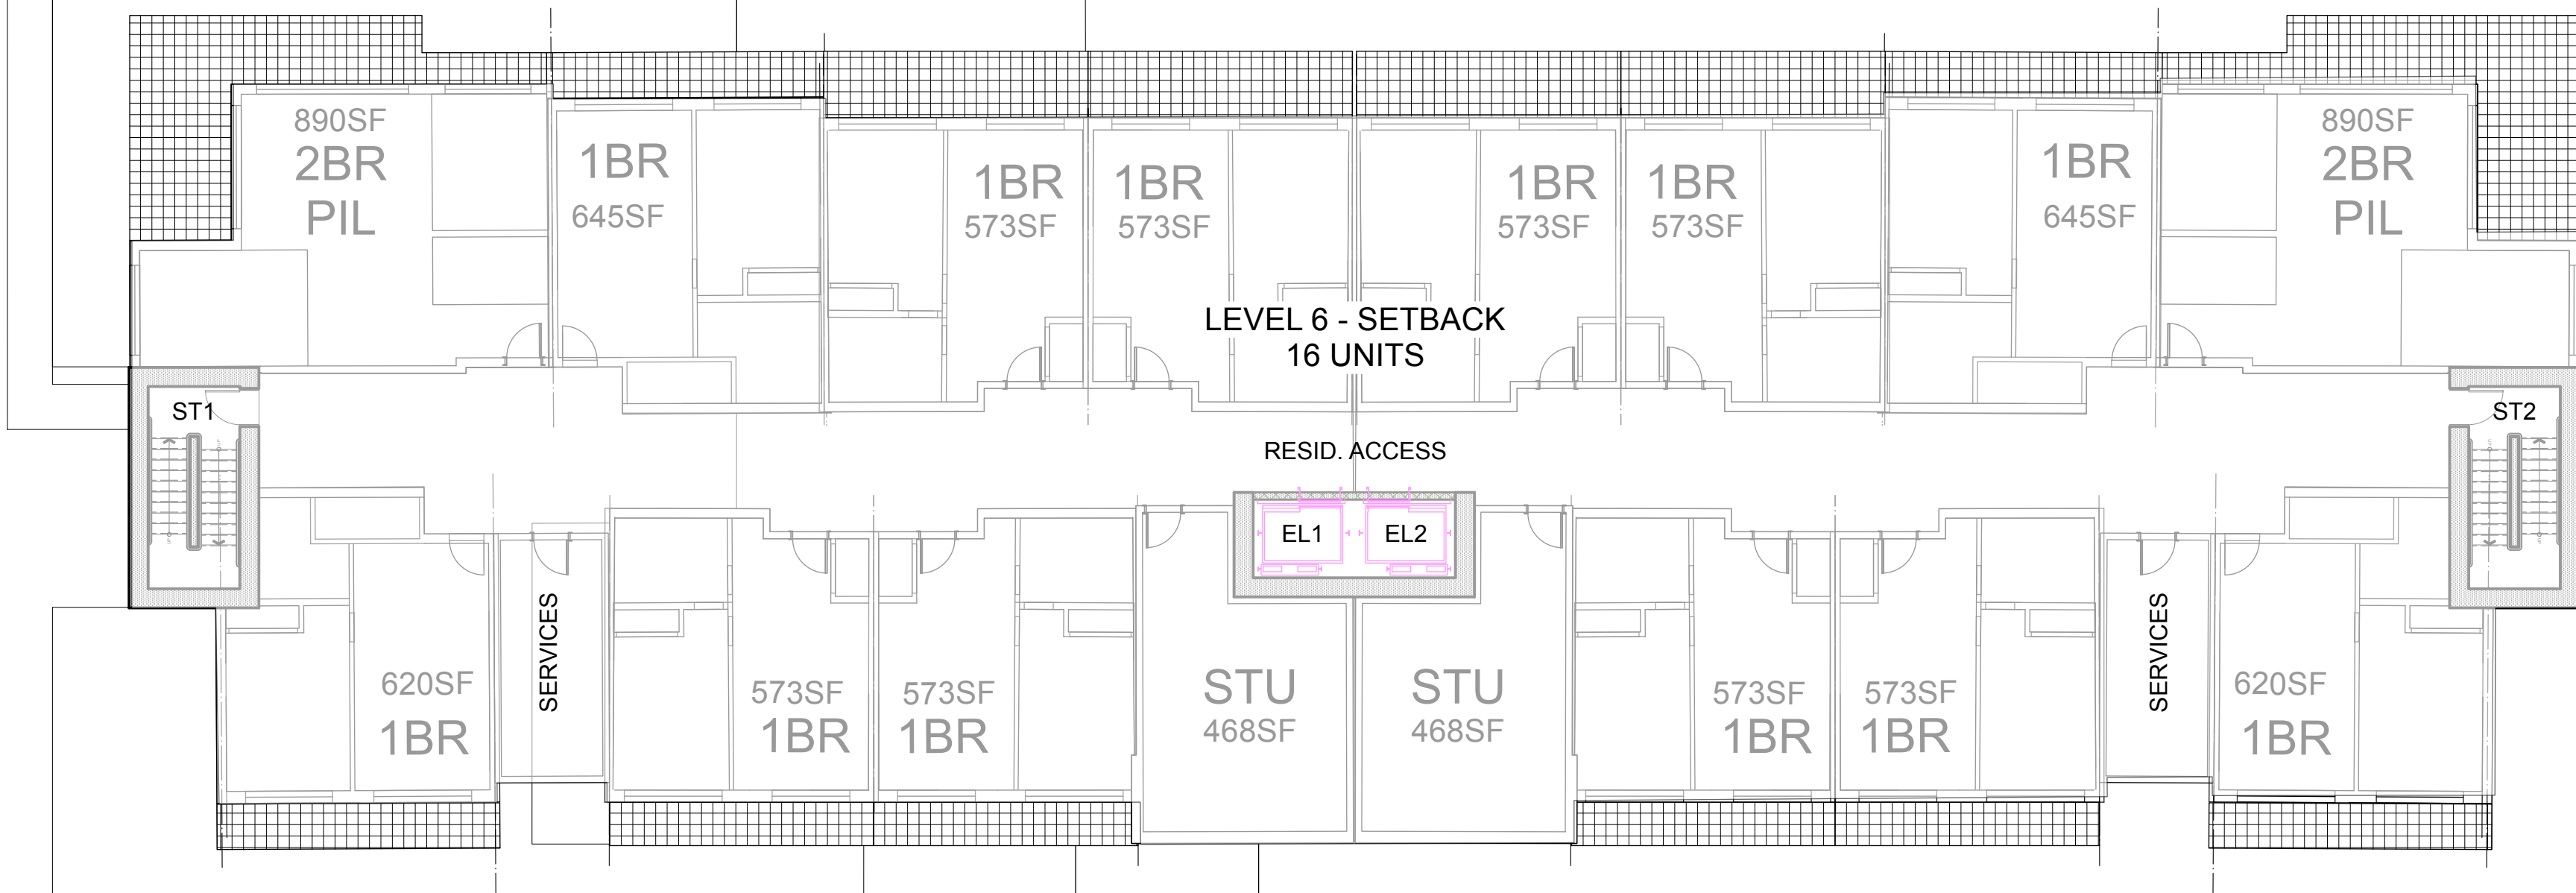 890SF
2BR
PIL
1BR
645SF
1BR
573SF
1BR
573SF
1BR
573SF
1BR
573SF
1BR
645SF
890SF
2BR
PIL
LEVEL 6 - SETBACK
16 UNITS
ST1
RESID. ACCESS
ST2
EL1
EL2
620SF
1BR
SERVICES
573SF
1BR
573SF
1BR
STU
468SF
STU
468SF
573SF
1BR
573SF
1BR
SERVICES
620SF
1BR